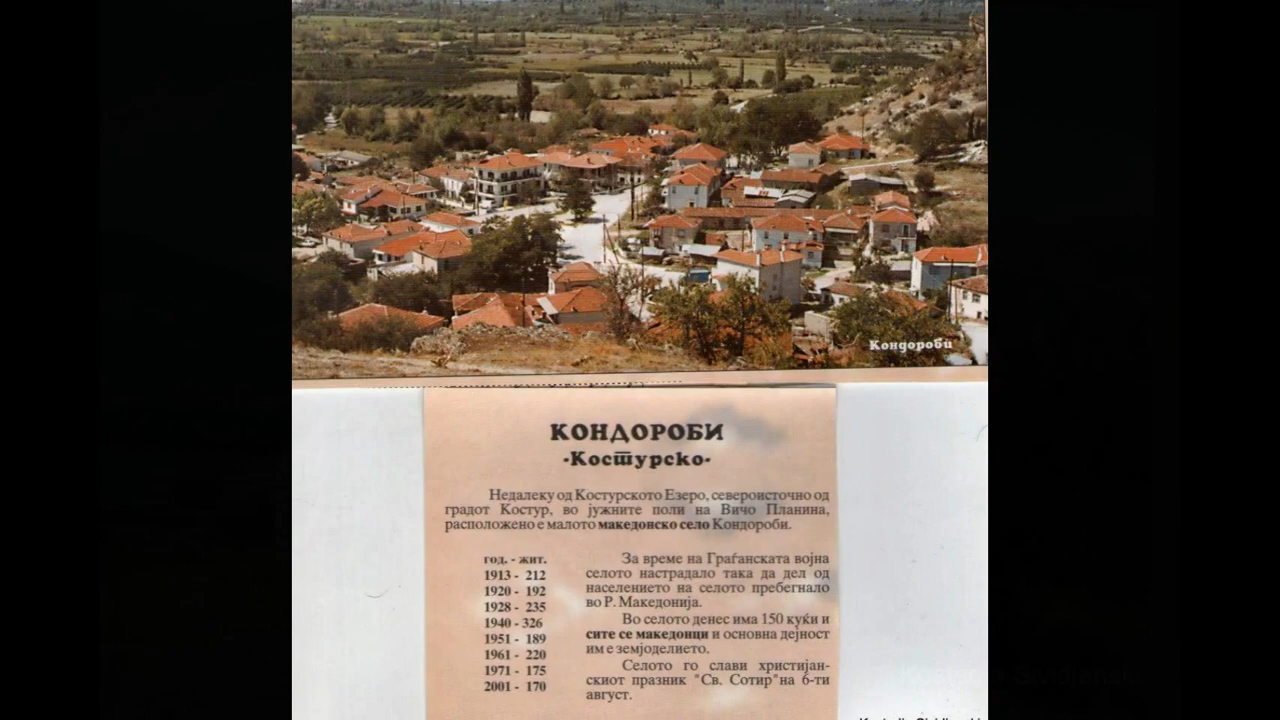 Кондороби
КОНДОРОБИ
-Костурско-
Недалеку од Костурското Езеро, североисточно од
градот Костур, во јужните поли на Вичо Планина,
расположено е малото македонско село Кондороби.
год. - жит.
1913 - 212
1920 - 192
1928 - 235
1940 - 326
1951 - 189
1961 - 220
1971 - 175
2001 - 170
За време на Граѓанската војна
селото настрадало така да дел од
населението на селото пребегнало
во Р. Македонија.
Во селото денес има 150 куќи и
сите се македонци и основна дејност
им е земјоделието.
Селото го слави христијан-
скиот празник "Св. Сотир"на 6-ти
август.